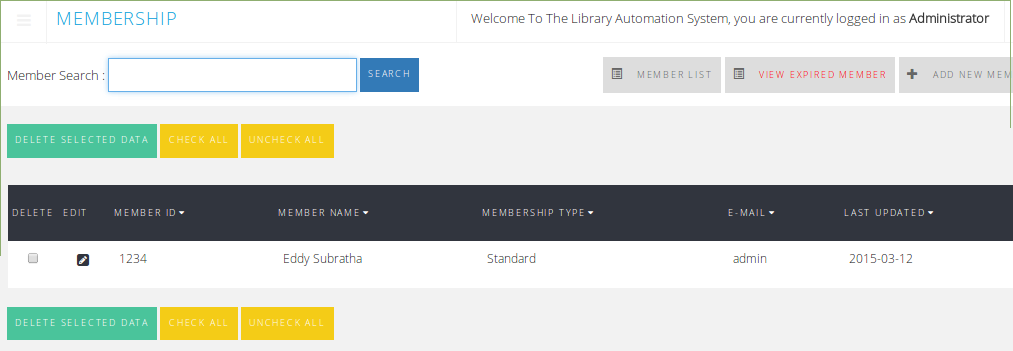 MEMBERSHIP
Welcome To The Library Automation System, you are currently logged in as Administrator
Member Search :
SEARCH
MEMBER LIST
VIEW EXPIRED MEMBER
ADD NEW MEM
DELETE SELECTED DATA
CHECK ALL
UNCHECK ALL
DELETE EDIT MEMBER ID MEMBER NAME MEMBERSHIP TYPE E-MAIL LAST UPDATED
1234 Eddy Subratha Standard admin 2015-03-12
DELETE SELECTED DATA
CHECK ALL
UNCHECK ALL